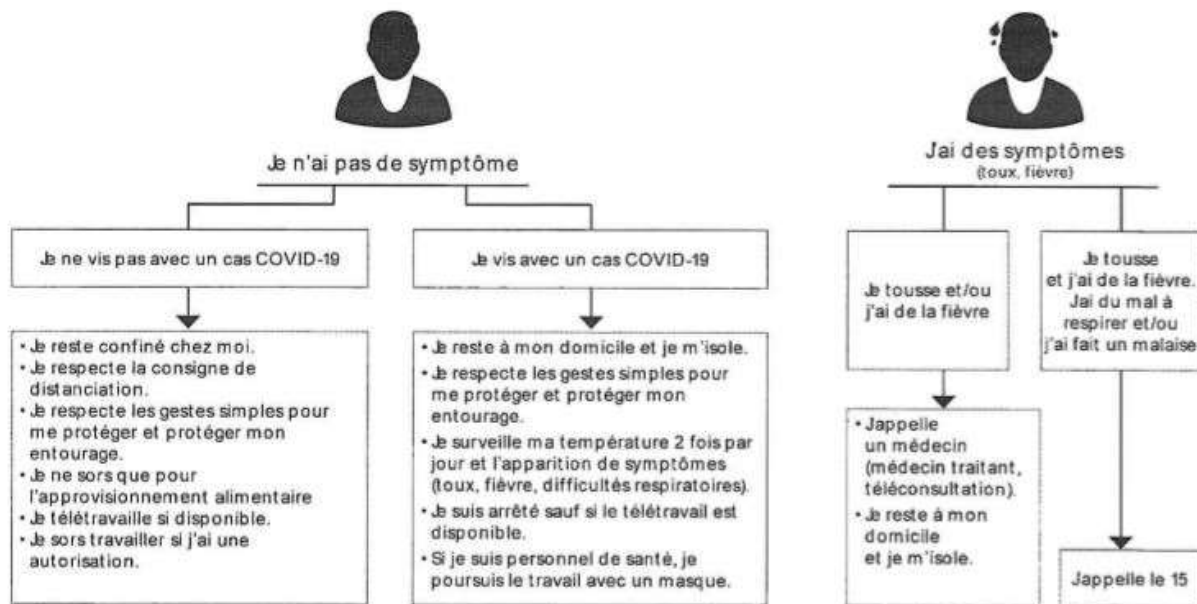 Je n'ai pas de symptôme
Je ne vis pas avec un cas COVID-19
• Je reste confiné chez moi.
• Je respecte la consigne de
distanciation.
• Je respecte les gestes simples pour
me protéger et protéger mon
entourage.
• Je ne sors que pour
l'approvisionnement alimentaire
• Je télétravaille si disponible.
• Je sors travailler si j'ai une
autorisation.
Je vis avec un cas COVID-19
• Je reste à mon domicile et je m'isole.
• Je respecte les gestes simples pour
me protéger et protéger mon
entourage.
• Je surveille ma température 2 fois par
jour et l'apparition de symptômes
(toux, fièvre, difficultés respiratoires).
• Je suis arrêté sauf si le télétravail est
disponible.
• Si je suis personnel de santé, je
poursuis le travail avec un masque.
J'ai des symptômes
(toux, fièvre)
Je tousse et/ou
j'ai de la fièvre
• J'appelle
un médecin
(médecin traitant,
téléconsultation).
• Je reste à mon
domicile
et je m'isole.
Je tousse
et j'ai de la fièvre.
J'ai du mal à
respirer et/ou
j'ai fait un malaise
J'appelle le 15